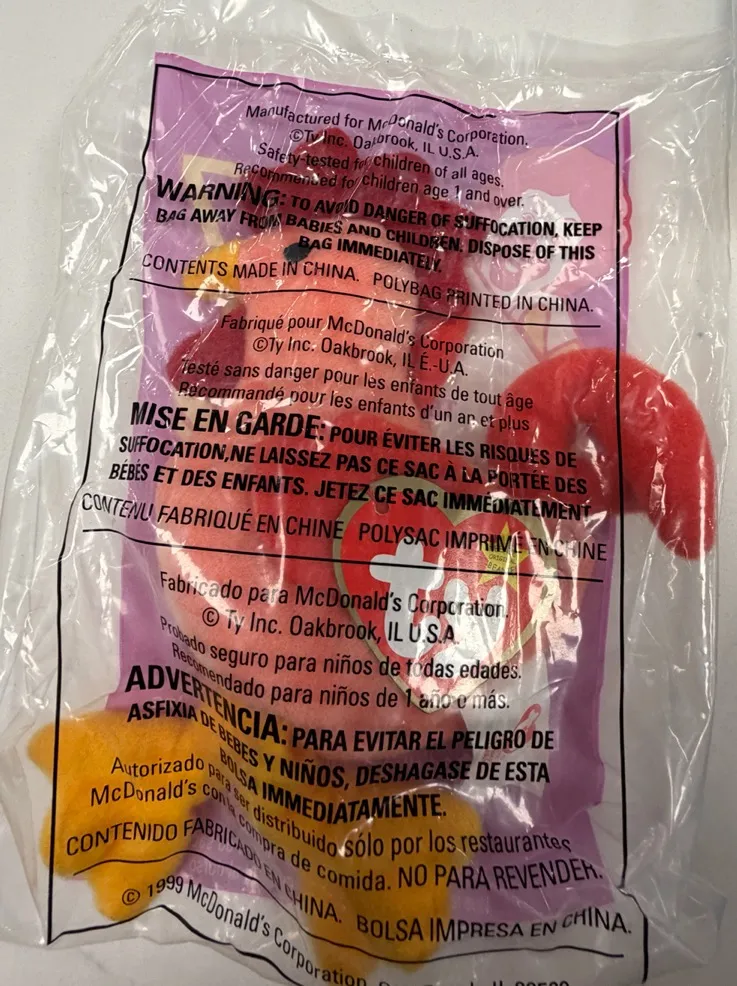 Manufactured for McDonald's Corporation.
©Ty Inc. Oakbrook, IL U.S.A.
Safety-tested for children of all ages.
Recommended for children age 1 and over.
WARNING: TO AVOID DANGER OF SUFFOCATION, KEEP
BAG AWAY FROM BABIES AND CHILDREN. DISPOSE OF THIS
BAG IMMEDIATELY.
CONTENTS MADE IN CHINA. POLYBAG PRINTED IN CHINA.
Fabriqué pour McDonald's Corporation
©Ty Inc. Oakbrook, IL É.-U.A.
Testé sans danger pour les enfants de tout âge
Recommandé pour les enfants d'un an et plus
MISE EN GARDE: POUR ÉVITER LES RISQUES DE
SUFFOCATION,NE LAISSEZ PAS CE SAC À LA PORTÉE DES
BÉBÉS ET DES ENFANTS. JETEZ CE SAC IMMÉDIATEMENT
CONTENU FABRIQUÉ EN CHINE POLYSAC IMPRIMÉ EN CHINE
ty
Fabricado para McDonald's Corporation.
© Ty Inc. Oakbrook, IL U.S.A.
Probado seguro para niños de todas edades.
Recomendado para niños de 1 año o más.
ADVERTENCIA: PARA EVITAR EL PELIGRO DE
ASFIXIA DE BEBES Y NIÑOS, DESHAGASE DE ESTA
BOLSA IMMEDIATAMENTE.
Autorizado para ser distribuido sólo por los restaurantes
McDonald's con la compra de comida. NO PARA REVENDER.
CONTENIDO FABRICADO EN CHINA. BOLSA IMPRESA EN CHINA.
© 1999 McDonald's Corporation